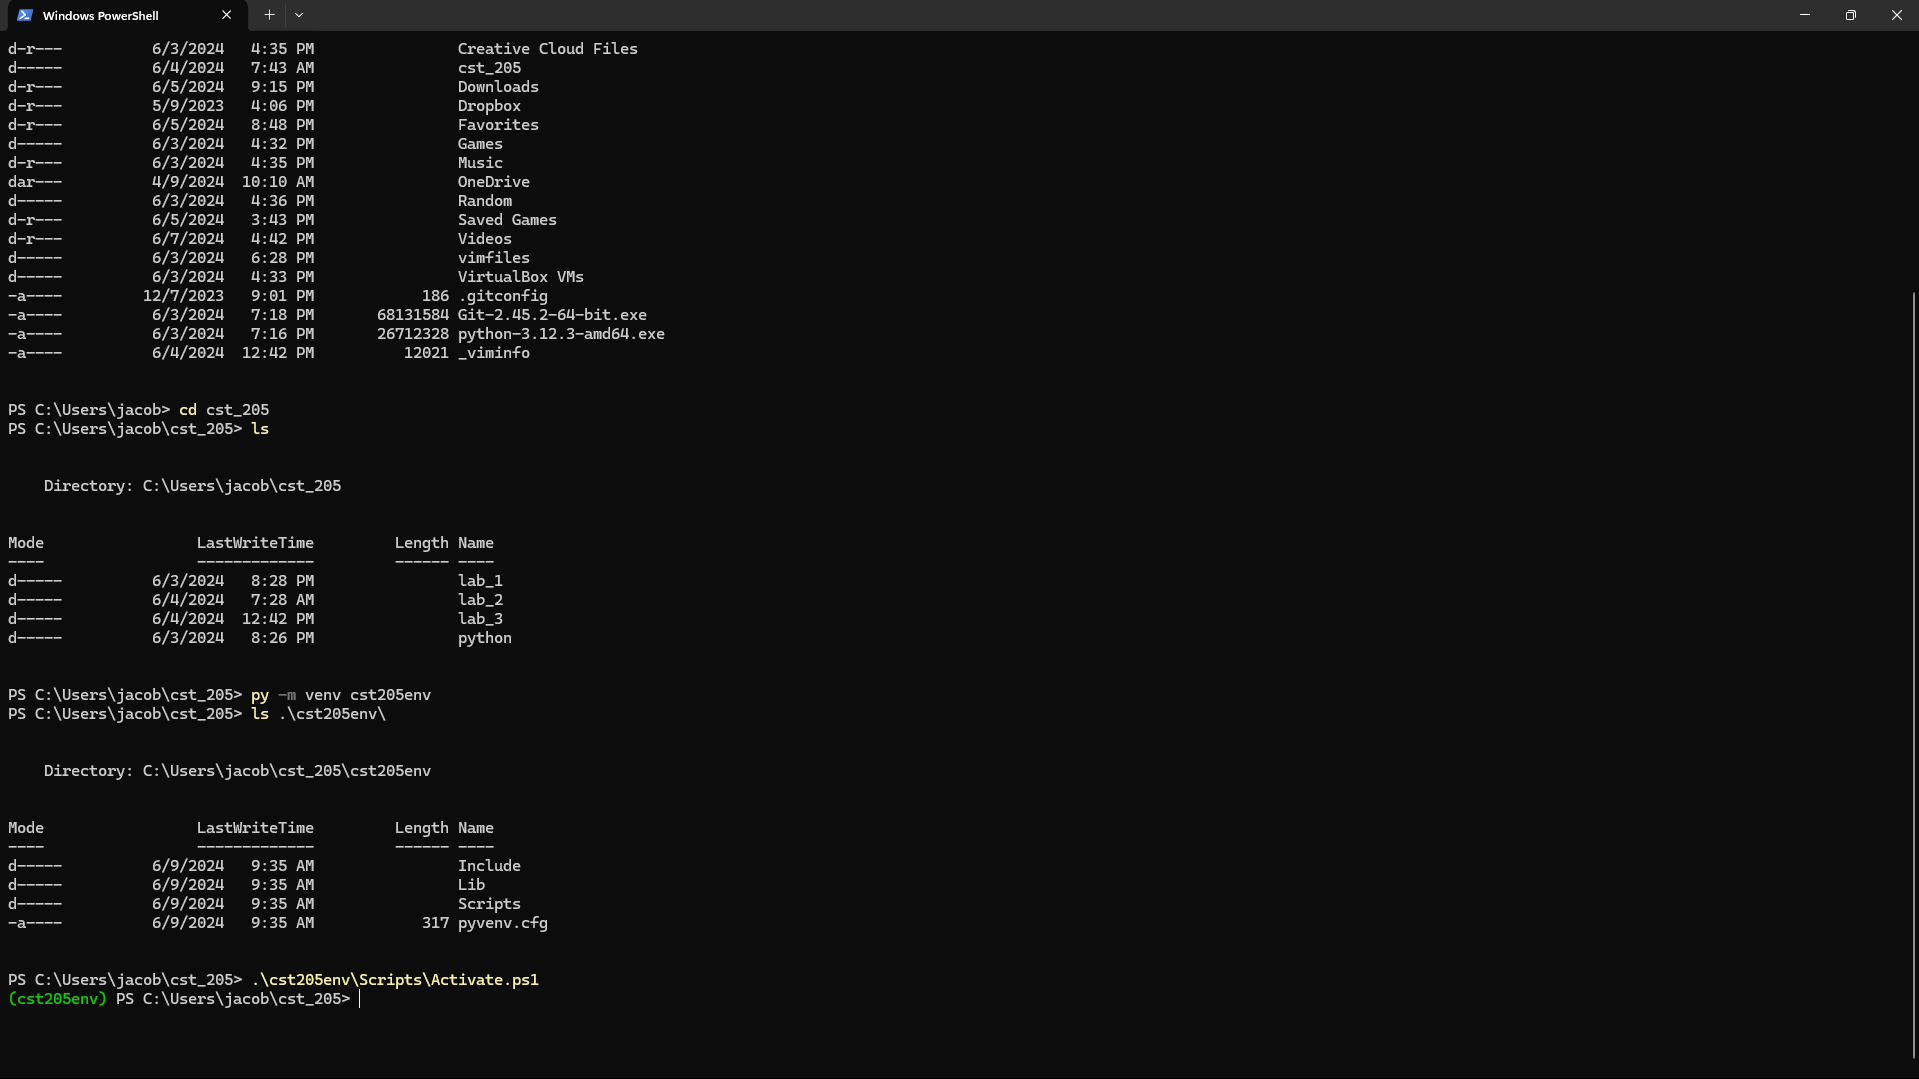 Windows PowerShell
d-r--- 6/3/2024 4:35 PM Creative Cloud Files
d----- 6/4/2024 7:43 AM cst_205
d-r--- 6/5/2024 9:15 PM Downloads
d-r--- 5/9/2023 4:06 PM Dropbox
d-r--- 6/5/2024 8:48 PM Favorites
d----- 6/3/2024 4:32 PM Games
d-r--- 6/3/2024 4:35 PM Music
dar--- 4/9/2024 10:10 AM OneDrive
d----- 6/3/2024 4:36 PM Random
d-r--- 6/5/2024 3:43 PM Saved Games
d-r--- 6/7/2024 4:42 PM Videos
d----- 6/3/2024 6:28 PM vimfiles
d----- 6/3/2024 4:33 PM VirtualBox VMs
-a---- 12/7/2023 9:01 PM 186 .gitconfig
-a---- 6/3/2024 7:18 PM 68131584 Git-2.45.2-64-bit.exe
-a---- 6/3/2024 7:16 PM 26712328 python-3.12.3-amd64.exe
-a---- 6/4/2024 12:42 PM 12021 _viminfo
PS C:\Users\jacob> cd cst_205
PS C:\Users\jacob\cst_205> ls
Directory: C:\Users\jacob\cst_205
Mode LastWriteTime Length Name
---- ------------- ------ ----
d----- 6/3/2024 8:28 PM lab_1
d----- 6/4/2024 7:28 AM lab_2
d----- 6/4/2024 12:42 PM lab_3
d----- 6/3/2024 8:26 PM python
PS C:\Users\jacob\cst_205> py -m venv cst205env
PS C:\Users\jacob\cst_205> ls .\cst205env\
Directory: C:\Users\jacob\cst_205\cst205env
Mode LastWriteTime Length Name
---- ------------- ------ ----
d----- 6/9/2024 9:35 AM Include
d----- 6/9/2024 9:35 AM Lib
d----- 6/9/2024 9:35 AM Scripts
-a---- 6/9/2024 9:35 AM 317 pyvenv.cfg
PS C:\Users\jacob\cst_205> .\cst205env\Scripts\Activate.ps1
(cst205env) PS C:\Users\jacob\cst_205>